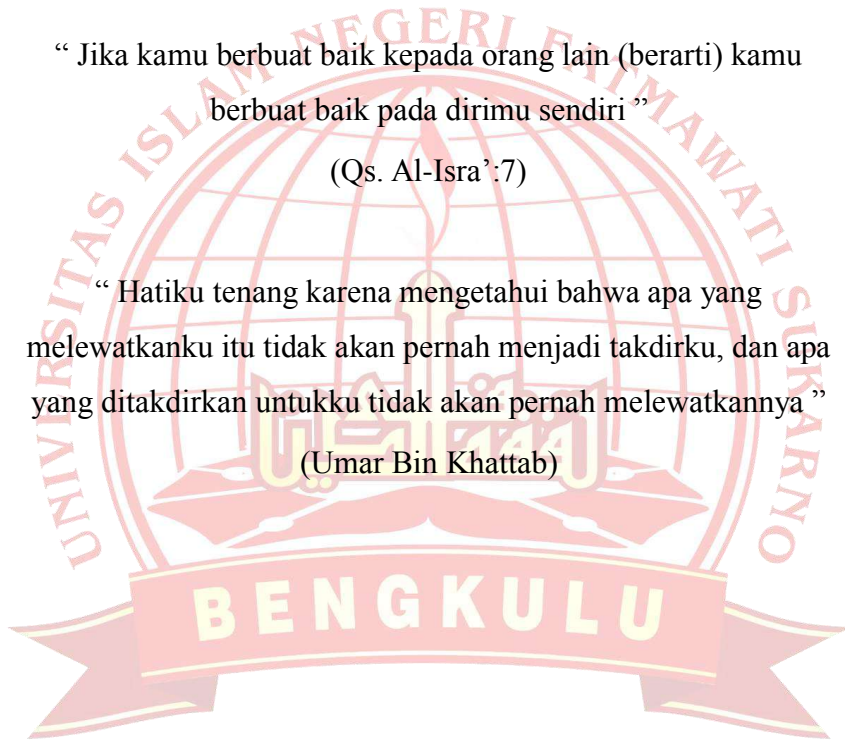 UNIVERSITAS ISLAM NEGERI FATMAWATI SUKARNO
“ Jika kamu berbuat baik kepada orang lain (berarti) kamu
berbuat baik pada dirimu sendiri ”
(Qs. Al-Isra’:7)
“ Hatiku tenang karena mengetahui bahwa apa yang
melewatkanku itu tidak akan pernah menjadi takdirku, dan apa
yang ditakdirkan untukku tidak akan pernah melewatkannya ”
(Umar Bin Khattab)
BENGKULU